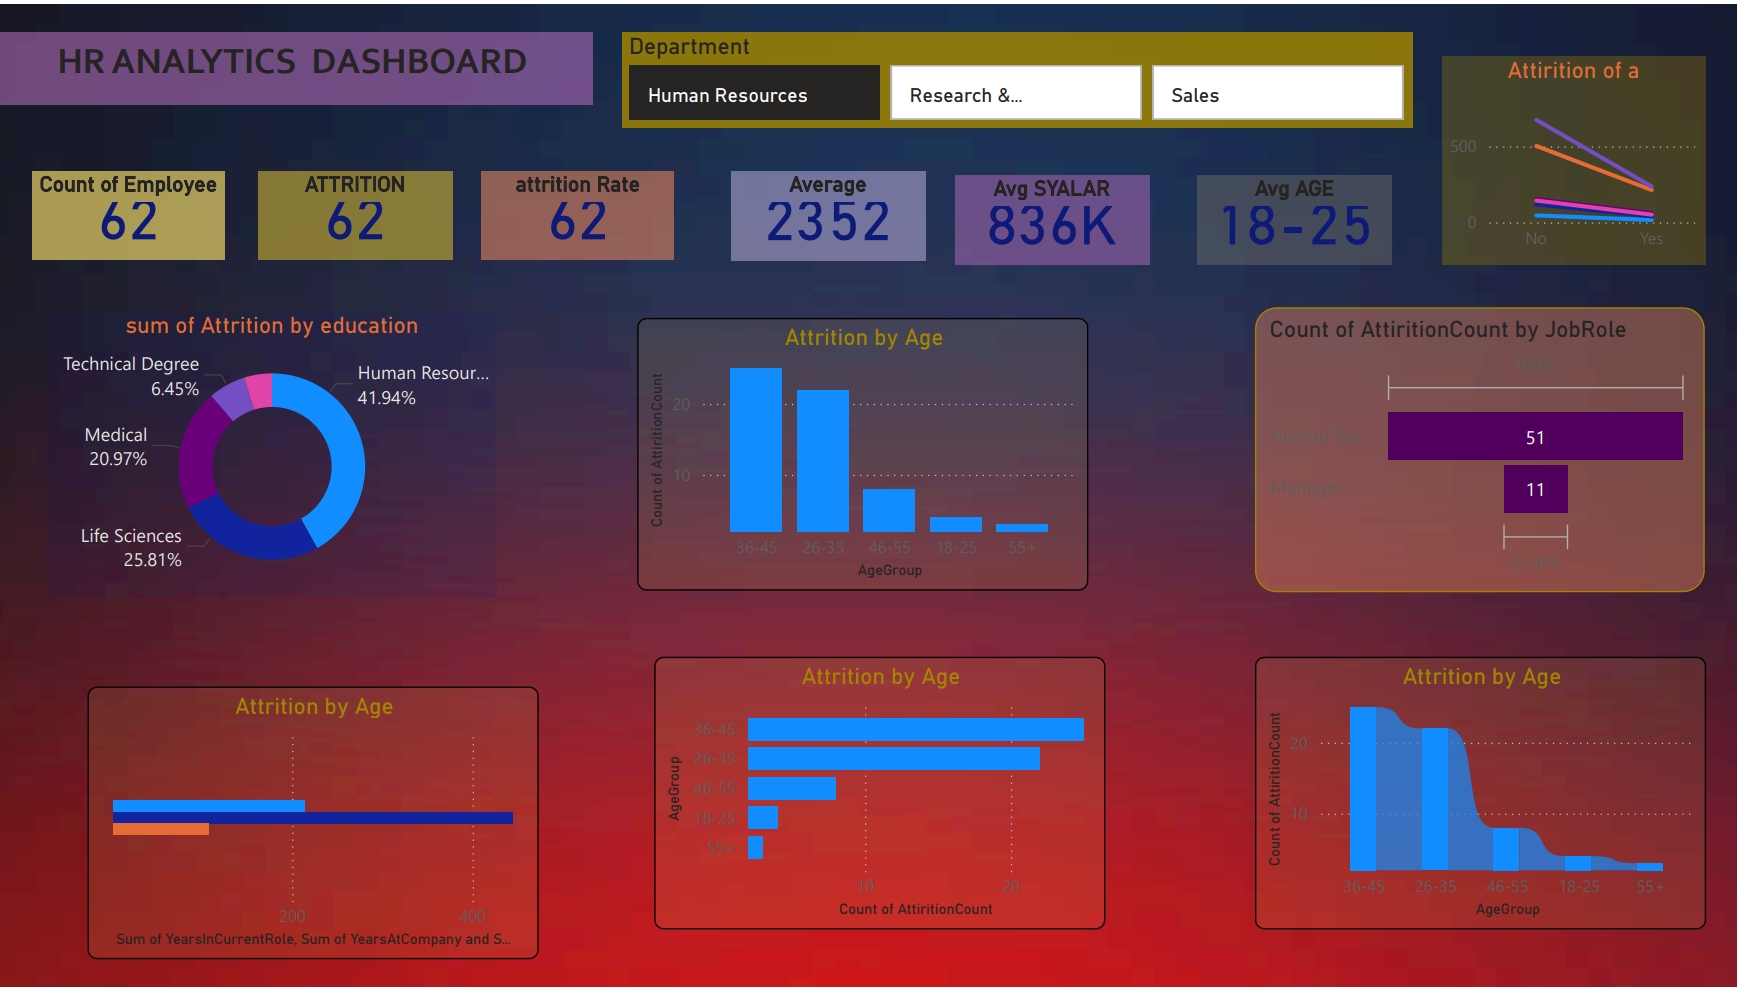 HR ANALYTICS DASHBOARD
Department
Human Resources
Research &...
Sales
Attirition of a
500
0
No
Yes
Count of Employee
62
ATTRITION
62
attrition Rate
62
Average
2352
Avg SYALAR
836K
Avg AGE
18-25
sum of Attrition by education
Technical Degree
6.45%
Human Resour...
41.94%
Medical
20.97%
Life Sciences
25.81%
Attrition by Age
Count of AttiritionCount
20
10
36-45
26-35
46-55
18-25
55+
AgeGroup
Count of AttiritionCount by JobRole
100%
Human
51
Manager
11
Attrition by Age
200
400
Sum of YearsInCurrentRole, Sum of YearsAtCompany and S...
Attrition by Age
AgeGroup
36-45
26-35
46-55
18-25
55+
10
20
Count of AttiritionCount
Attrition by Age
Count of AttiritionCount
20
10
36-45
26-35
46-55
18-25
55+
AgeGroup